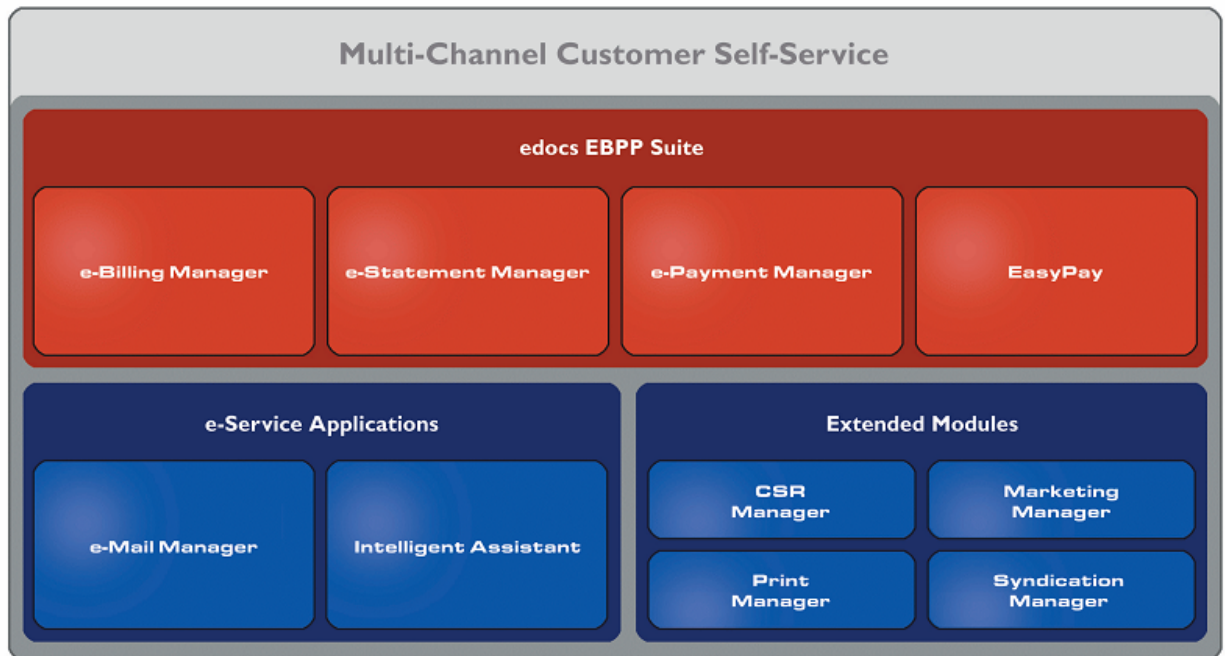 Multi-Channel Customer Self-Service
edocs EBPP Suite
e-Billing Manager
e-Statement Manager
e-Payment Manager
EasyPay
e-Service Applications
e-Mail Manager
Intelligent Assistant
Extended Modules
CSR
Manager
Marketing
Manager
Print
Manager
Syndication
Manager